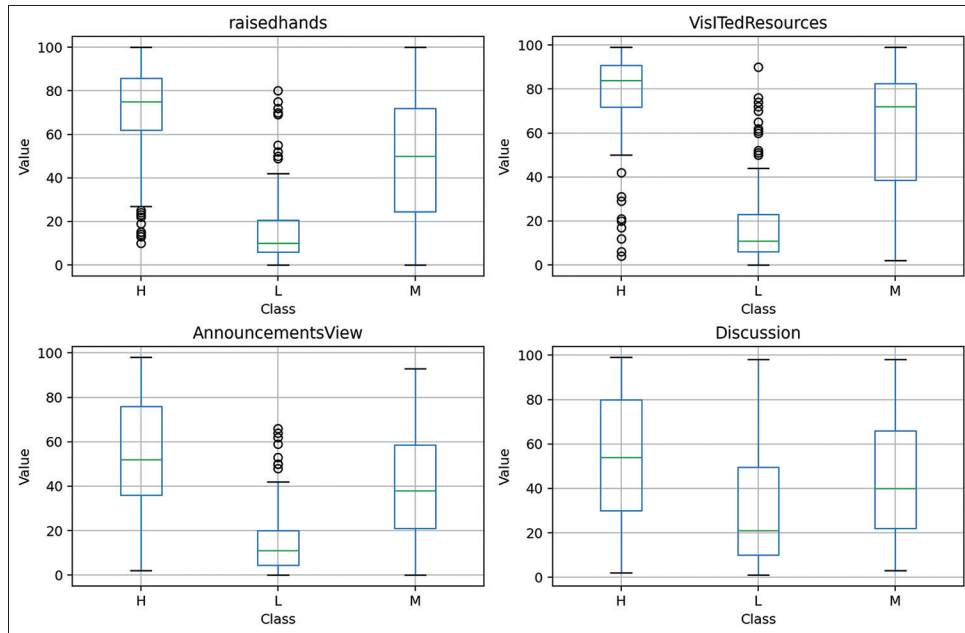 raisedhands
100
80
60
40
20
0
Value
H L M
Class
VisITedResources
100
80
60
40
20
0
Value
H L M
Class
AnnouncementsView
100
80
60
40
20
0
Value
H L M
Class
Discussion
100
80
60
40
20
0
Value
H L M
Class